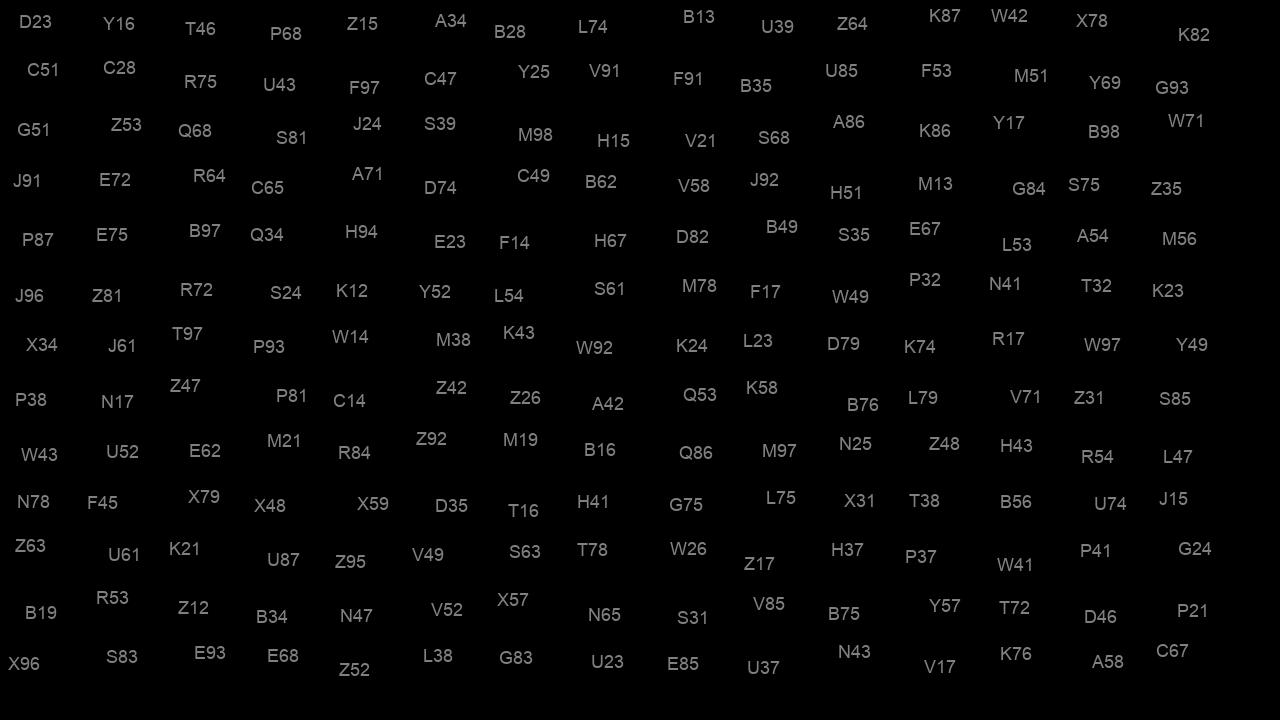 D23 Y16 T46 P68 Z15 A34 B28 L74 B13 U39 Z64 K87 W42 X78 K82
C51 C28 R75 U43 F97 C47 Y25 V91 F91 B35 U85 F53 M51 Y69 G93
G51 Z53 Q68 S81 J24 S39 M98 H15 V21 S68 A86 K86 Y17 B98 W71
J91 E72 R64 C65 A71 D74 C49 B62 V58 J92 H51 M13 G84 S75 Z35
P87 E75 B97 Q34 H94 E23 F14 H67 D82 B49 S35 E67 L53 A54 M56
J96 Z81 R72 S24 K12 Y52 L54 S61 M78 F17 W49 P32 N41 T32 K23
X34 J61 T97 P93 W14 M38 K43 W92 K24 L23 D79 K74 R17 W97 Y49
P38 N17 Z47 P81 C14 Z42 Z26 A42 Q53 K58 B76 L79 V71 Z31 S85
W43 U52 E62 M21 R84 Z92 M19 B16 Q86 M97 N25 Z48 H43 R54 L47
N78 F45 X79 X48 X59 D35 T16 H41 G75 L75 X31 T38 B56 U74 J15
Z63 U61 K21 U87 Z95 V49 S63 T78 W26 Z17 H37 P37 W41 P41 G24
B19 R53 Z12 B34 N47 V52 X57 N65 S31 V85 B75 Y57 T72 D46 P21
X96 S83 E93 E68 Z52 L38 G83 U23 E85 U37 N43 V17 K76 A58 C67